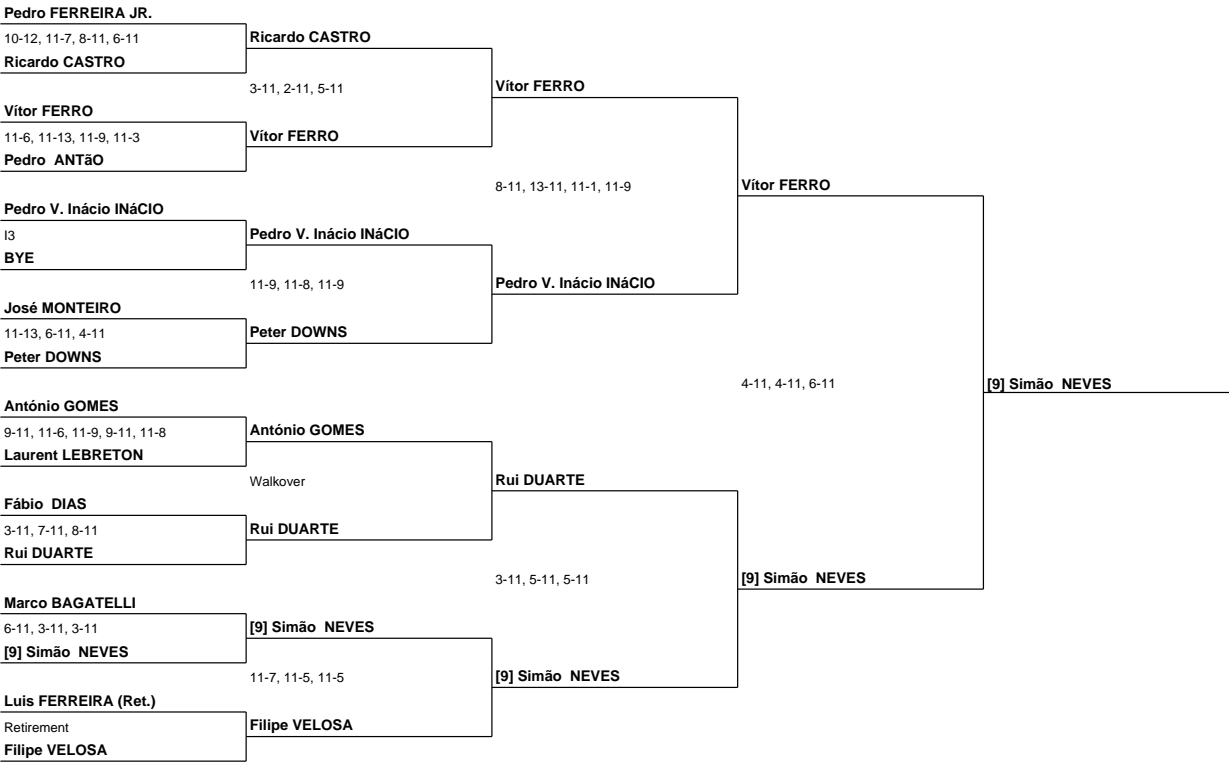 Pedro FERREIRA JR.
10-12, 11-7, 8-11, 6-11
Ricardo CASTRO
Ricardo CASTRO
3-11, 2-11, 5-11
Vítor FERRO
Vítor FERRO
11-6, 11-13, 11-9, 11-3
Vítor FERRO
Pedro ANTãO
8-11, 13-11, 11-1, 11-9
Vítor FERRO
Pedro V. Inácio INáCIO
I3
Pedro V. Inácio INáCIO
BYE
11-9, 11-8, 11-9
Pedro V. Inácio INáCIO
José MONTEIRO
11-13, 6-11, 4-11
Peter DOWNS
Peter DOWNS
4-11, 4-11, 6-11
[9] Simão NEVES
António GOMES
9-11, 11-6, 11-9, 9-11, 11-8
António GOMES
Laurent LEBRETON
Walkover
Rui DUARTE
Fábio DIAS
3-11, 7-11, 8-11
Rui DUARTE
Rui DUARTE
3-11, 5-11, 5-11
[9] Simão NEVES
Marco BAGATELLI
6-11, 3-11, 3-11
[9] Simão NEVES
[9] Simão NEVES
11-7, 11-5, 11-5
[9] Simão NEVES
Luis FERREIRA (Ret.)
Retirement
Filipe VELOSA
Filipe VELOSA